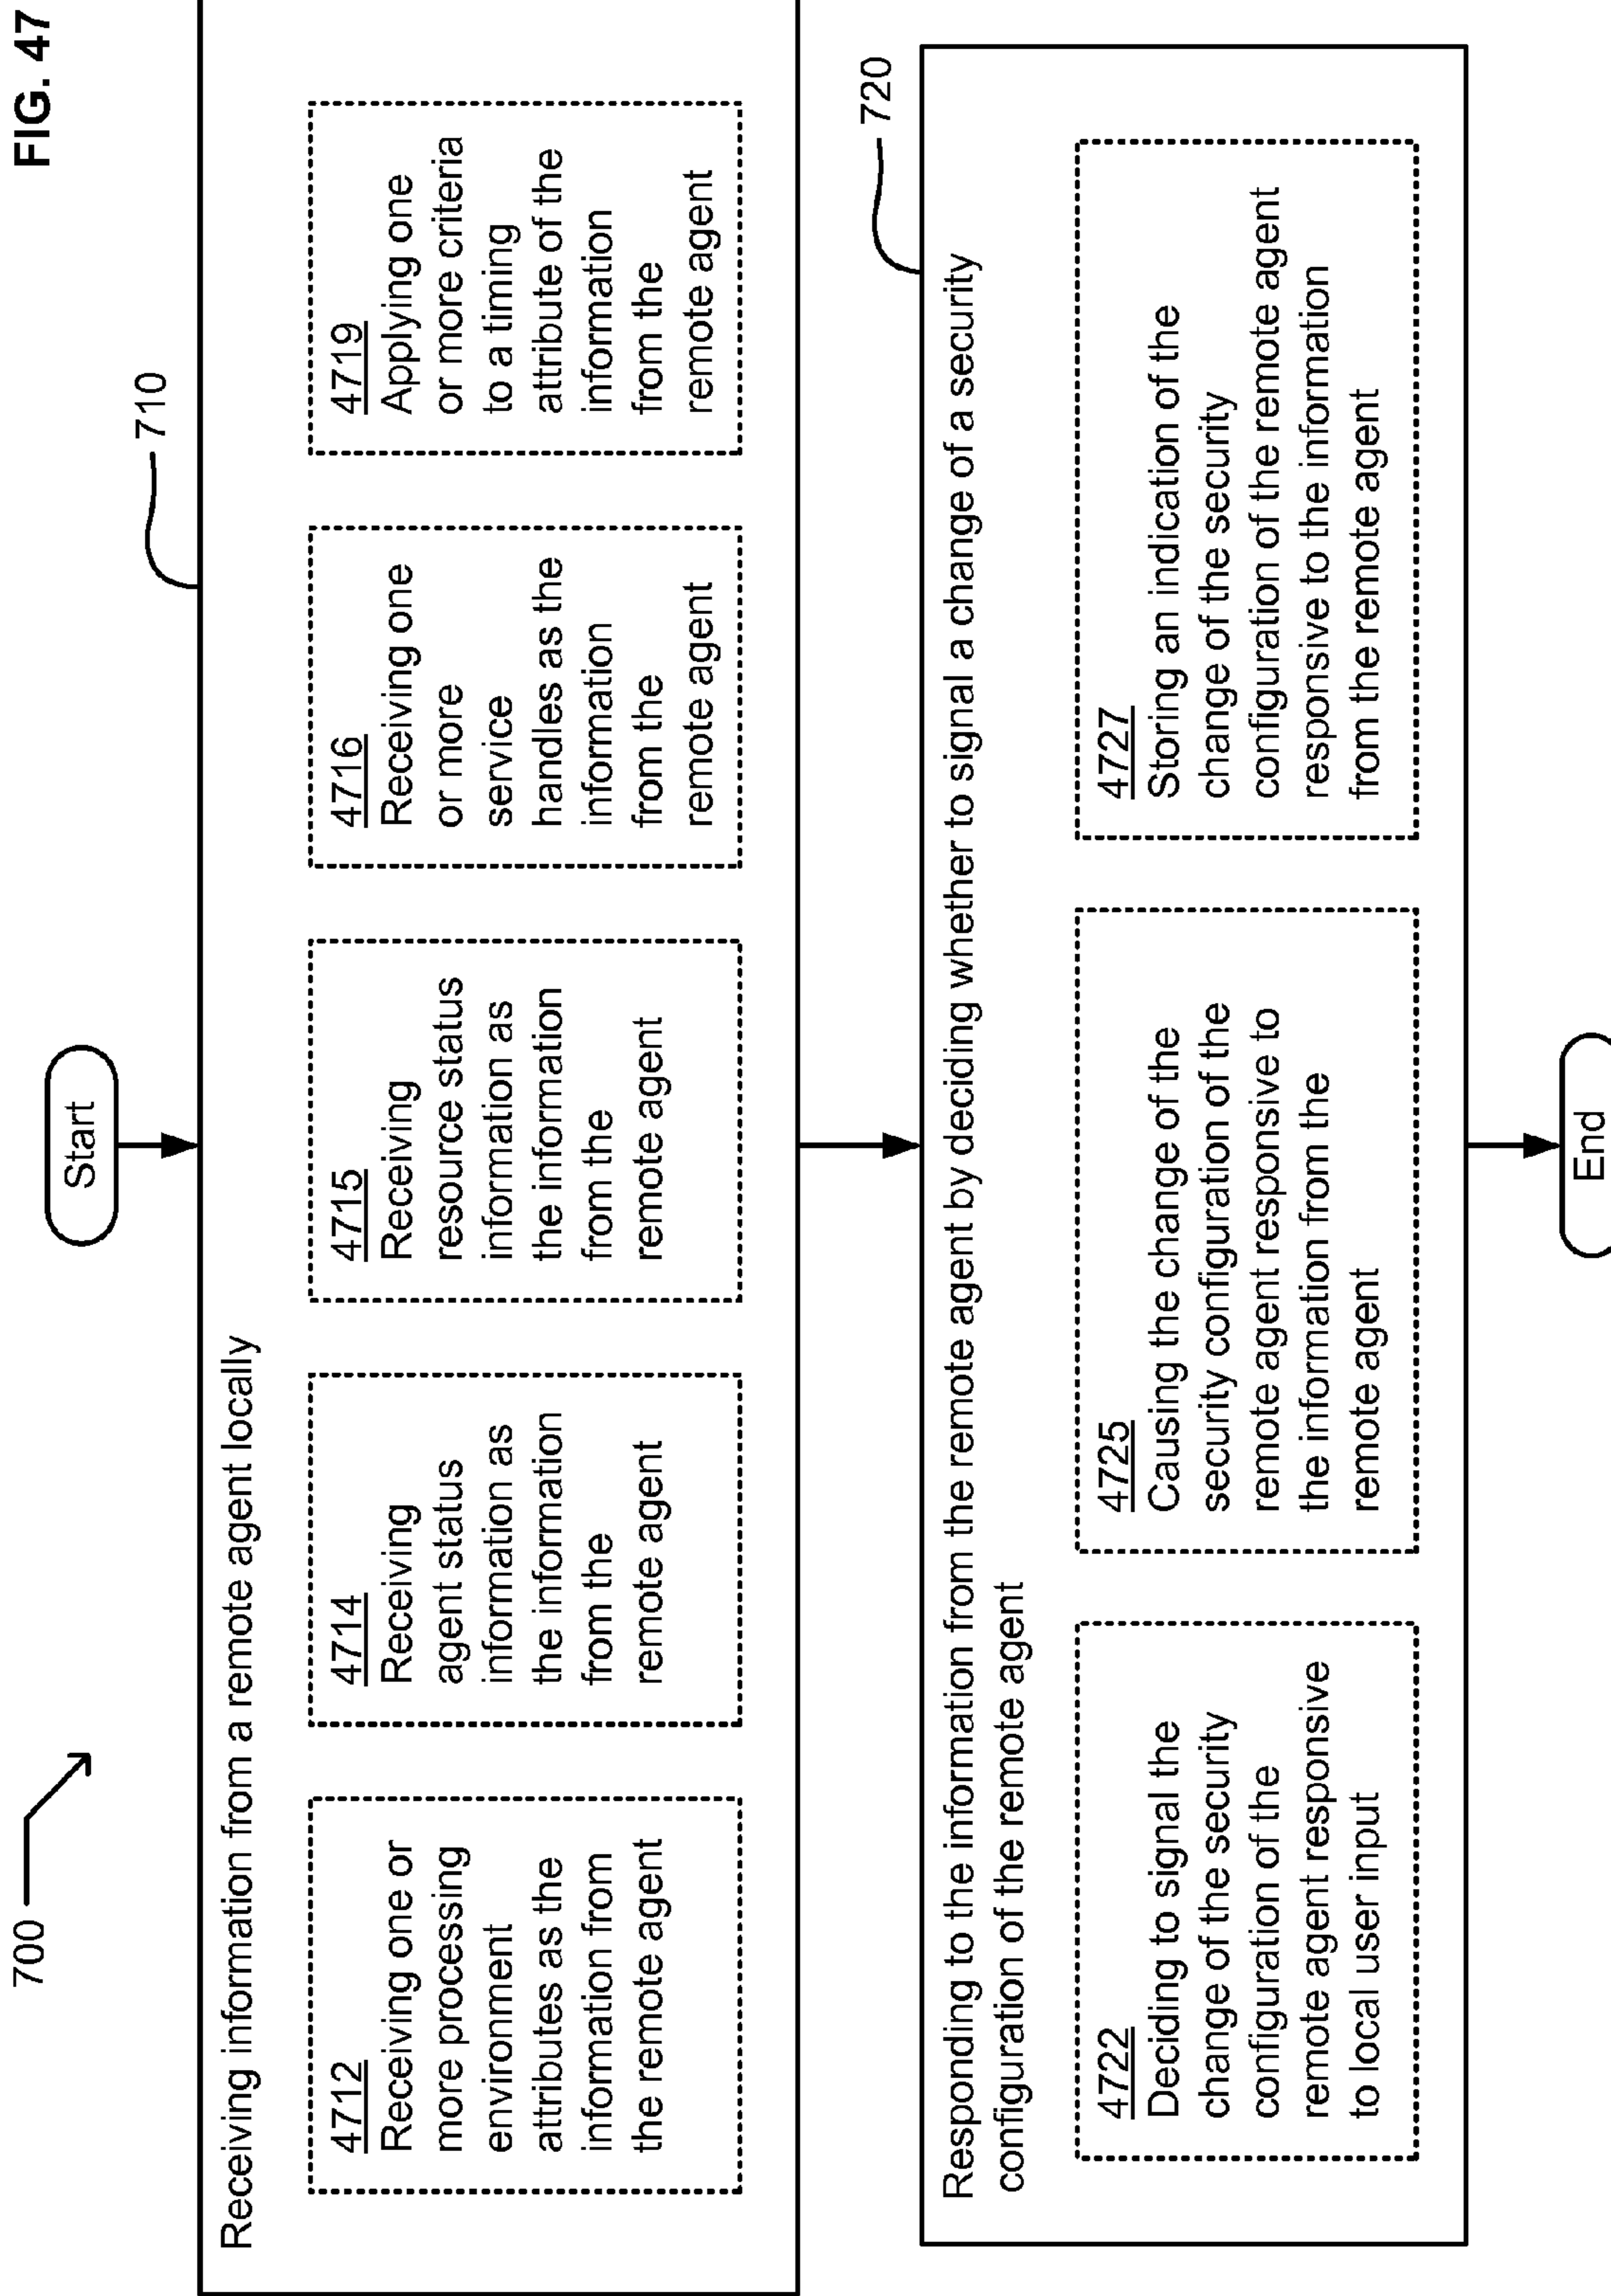 FIG. 47
700
Start
710
Receiving information from a remote agent locally
4712
Receiving one or
more processing
environment
attributes as the
information from
the remote agent
4714
Receiving
agent status
information as
the information
from the
remote agent
4715
Receiving
resource status
information as
the information
from the
remote agent
4716
Receiving one
or more
service
handles as the
information
from the
remote agent
4719
Applying one
or more criteria
to a timing
attribute of the
information
from the
remote agent
720
Responding to the information from the remote agent by deciding whether to signal a change of a security
configuration of the remote agent
4722
Deciding to signal the
change of the security
configuration of the
remote agent responsive
to local user input
4725
Causing the change of the
security configuration of the
remote agent responsive to
the information from the
remote agent
4727
Storing an indication of the
change of the security
configuration of the remote agent
responsive to the information
from the remote agent
End